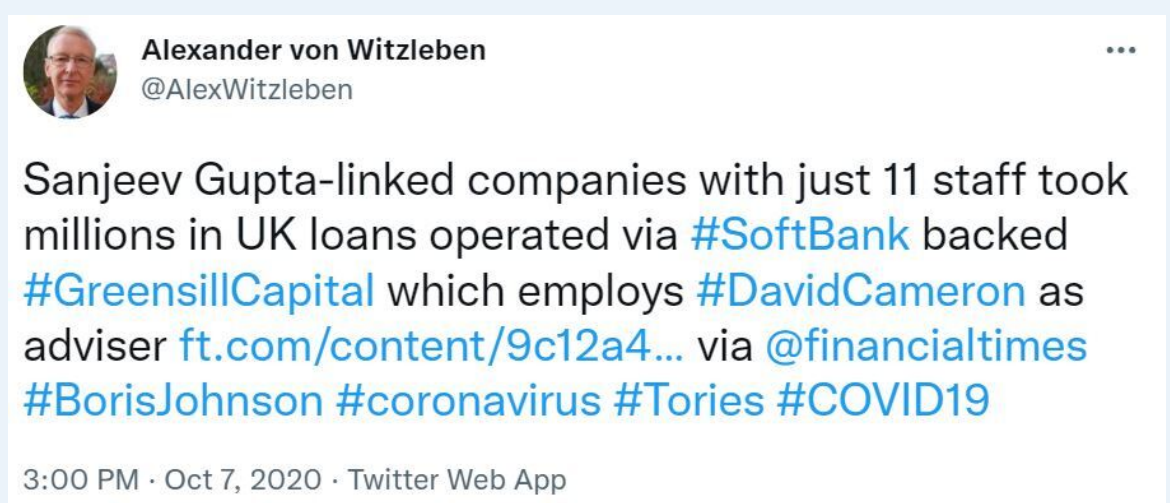 Alexander von Witzleben
@AlexWitzleben
Sanjeev Gupta-linked companies with just 11 staff took
millions in UK loans operated via #SoftBank backed
#GreensillCapital which employs #DavidCameron as
adviser ft.com/content/9c12a4... via @financialtimes
#BorisJohnson #coronavirus #Tories #COVID19
3:00 PM · Oct 7, 2020 · Twitter Web App